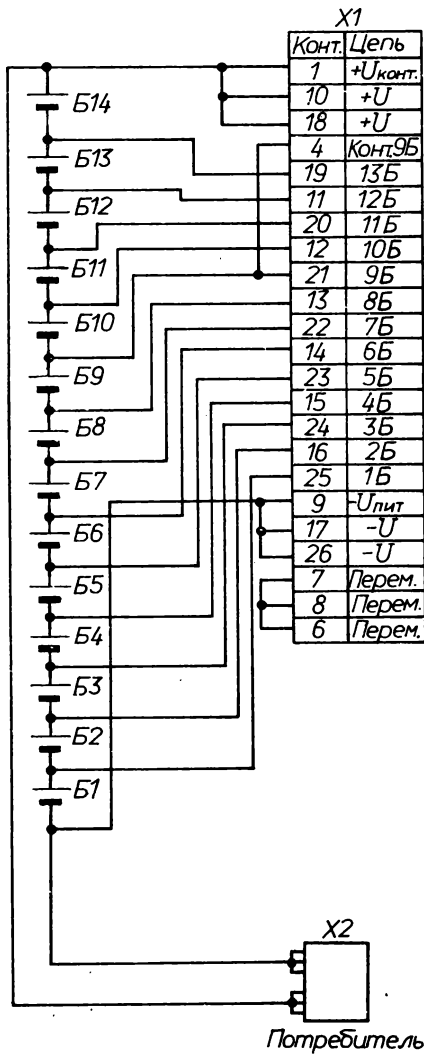 X1
Конт. Цепь
1 +Uконт.
10 +U
18 +U
4 Конт.9Б
19 13Б
11 12Б
20 11Б
12 10Б
21 9Б
13 8Б
22 7Б
14 6Б
23 5Б
15 4Б
24 3Б
16 2Б
25 1Б
9 -Uпит
17 -U
26 -U
7 Перем.
8 Перем.
6 Перем.
Б14
Б13
Б12
Б11
Б10
Б9
Б8
Б7
Б6
Б5
Б4
Б3
Б2
Б1
X2
Потребитель